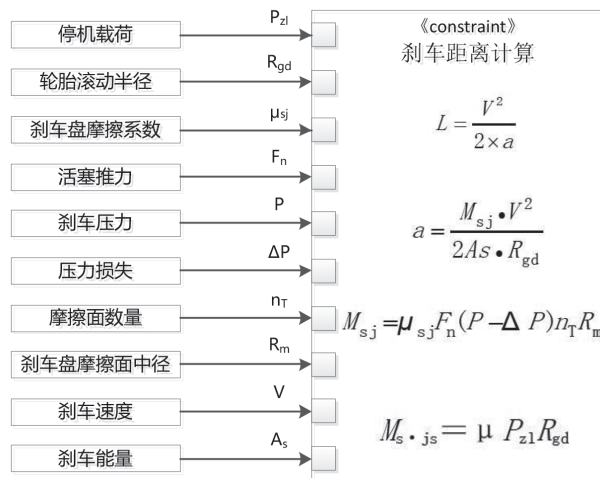 停机载荷 P_zl
轮胎滚动半径 R_gd
刹车盘摩擦系数 μ_sj
活塞推力 F_n
刹车压力 P
压力损失 ΔP
摩擦面数量 n_T
刹车盘摩擦面中径 R_m
刹车速度 V
刹车能量 A_s
《constraint》
刹车距离计算
L = V² / 2×a
a = M_sj•V² / 2As•R_gd
M_sj = μ_sj F_n (P − Δ P) n_T R_m
M_s•js = μ P_zl R_gd